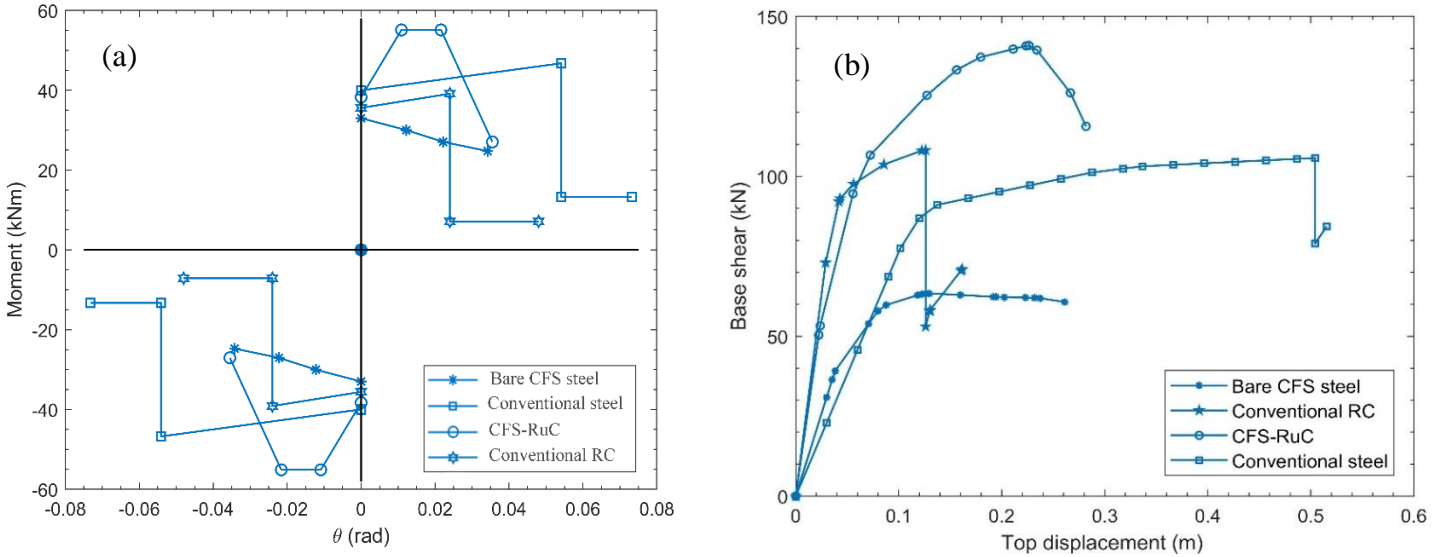 (a)
Moment (kNm)
60
40
20
0
-20
-40
-60
-0.08
-0.06
-0.04
-0.02
0
0.02
0.04
0.06
0.08
θ (rad)
Bare CFS steel
Conventional steel
CFS-RuC
Conventional RC
(b)
Base shear (kN)
150
100
50
0
0
0.1
0.2
0.3
0.4
0.5
0.6
Top displacement (m)
Bare CFS steel
Conventional RC
CFS-RuC
Conventional steel